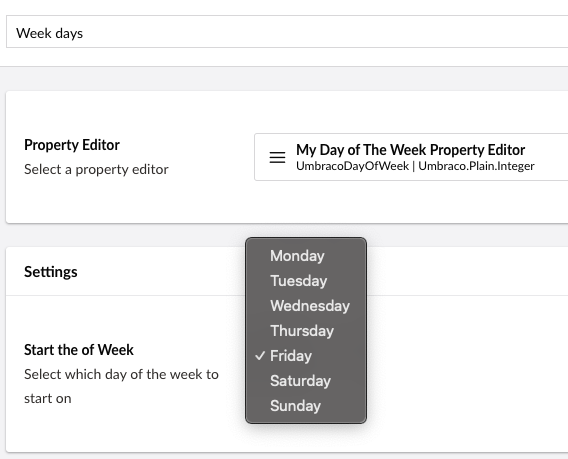 Week days
Property Editor
Select a property editor
My Day of The Week Property Editor
UmbracoDayOfWeek | Umbraco.Plain.Integer
Settings
Start the of Week
Select which day of the week to
start on
Monday
Tuesday
Wednesday
Thursday
✓ Friday
Saturday
Sunday